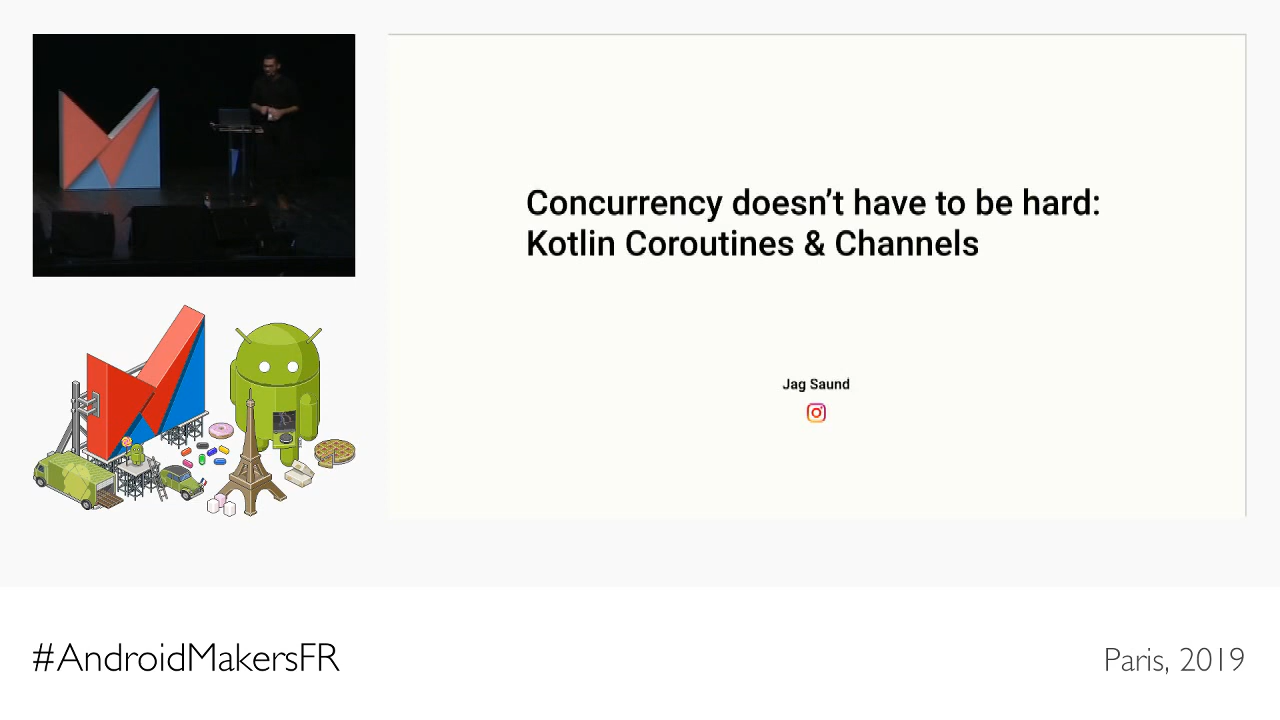 Concurrency doesn’t have to be hard:
Kotlin Coroutines & Channels
Jag Saund
#AndroidMakersFR
Paris, 2019